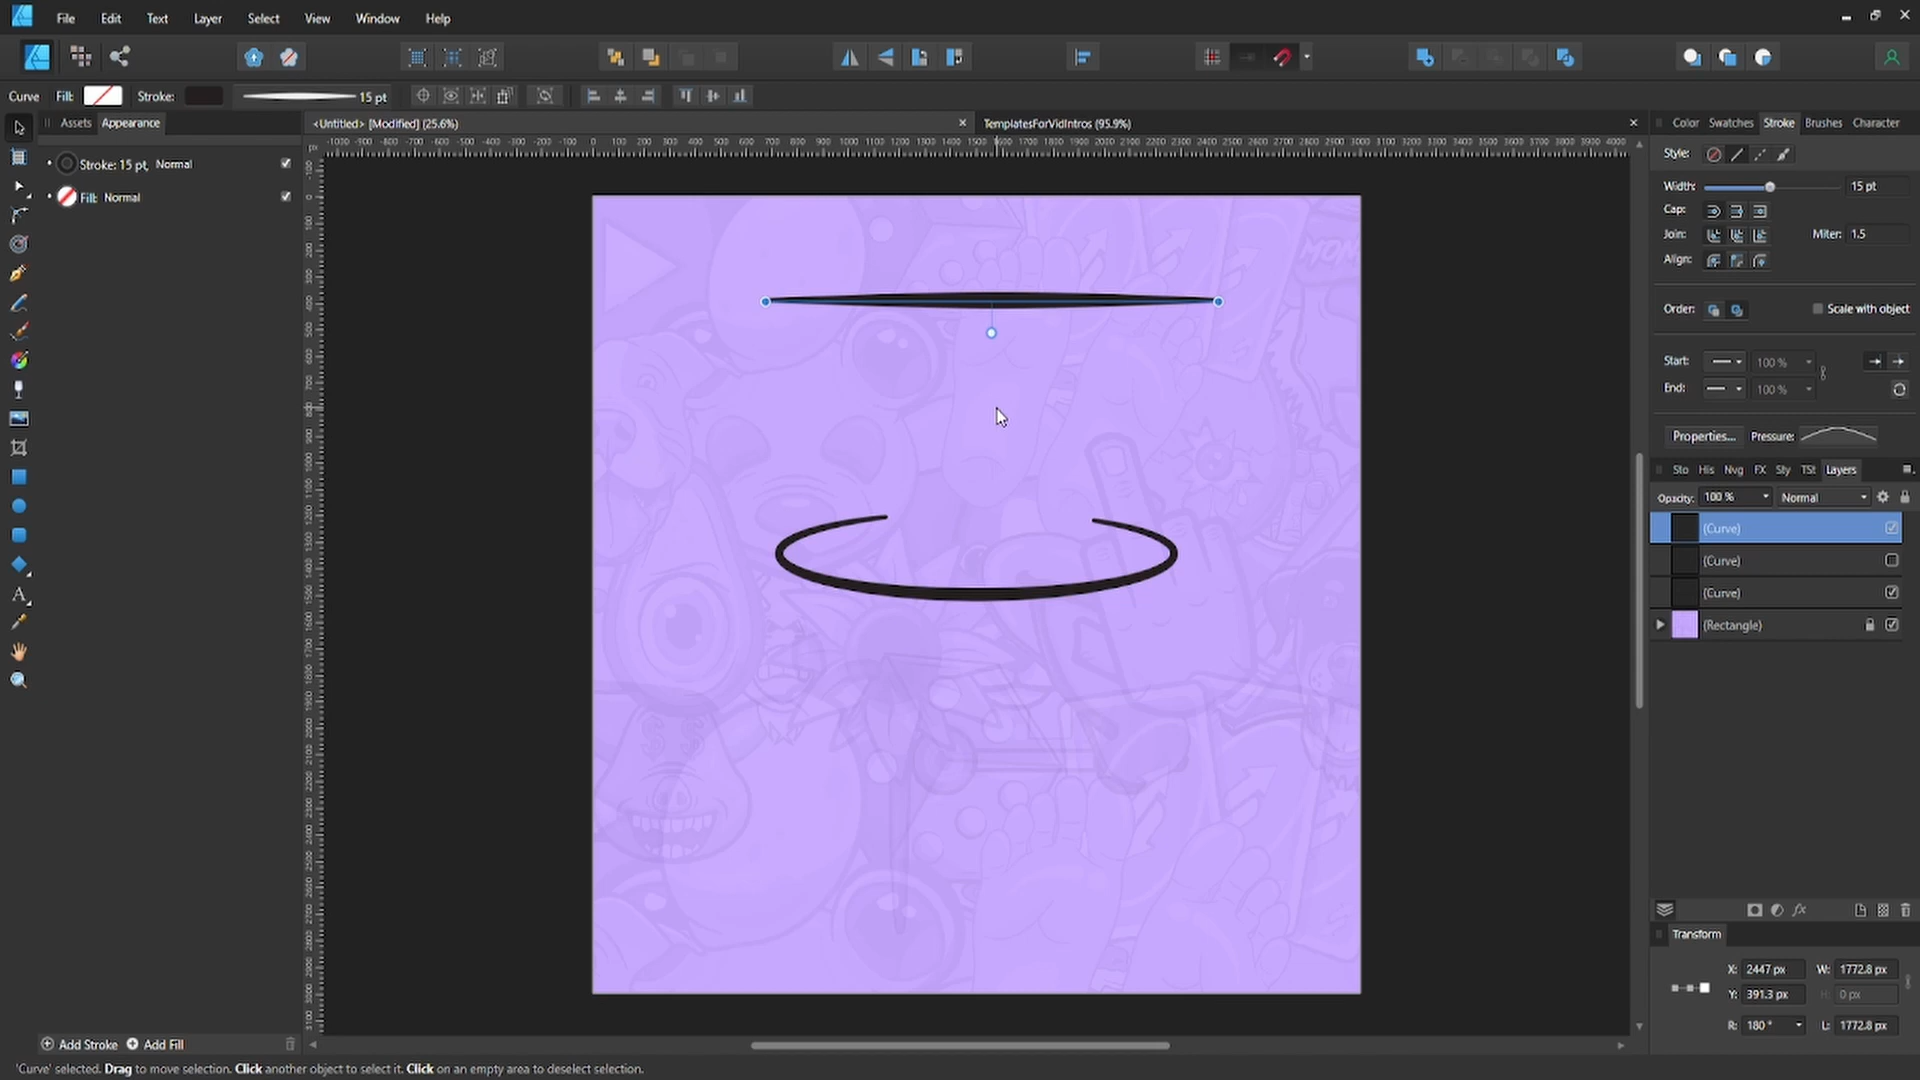 File Edit Text Layer Select View Window Help
Curve Fill: Stroke: 15 pt
Assets Appearance
<Untitled> [Modified] (25.6%)
TemplatesForVidIntros (95.9%)
Color Swatches Stroke Brushes Character
Stroke: 15 pt, Normal
Fill: Normal
Style:
Width: 15 pt
Cap:
Join: Miter: 1.5
Align:
Order: Scale with object
Start: 100 %
End: 100 %
Properties... Pressure:
Sto His Nvg FX Sty TSt Layers
Opacity: 100 % Normal
(Curve)
(Curve)
(Curve)
(Rectangle)
Transform
X: 2447 px W: 1772.8 px
Y: 391.3 px H: 0 px
R: 180 ° L: 1772.8 px
Add Stroke Add Fill
'Curve' selected. Drag to move selection. Click another object to select it. Click on an empty area to deselect selection.